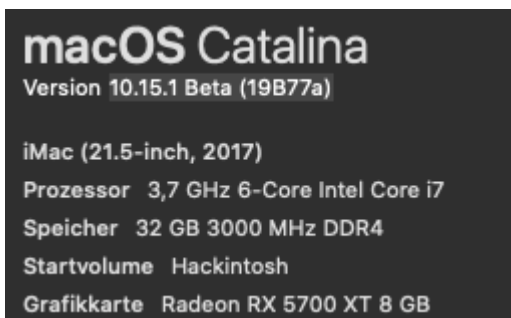 macOS Catalina
Version 10.15.1 Beta (19B77a)
iMac (21.5-inch, 2017)
Prozessor 3,7 GHz 6-Core Intel Core i7
Speicher 32 GB 3000 MHz DDR4
Startvolume Hackintosh
Grafikkarte Radeon RX 5700 XT 8 GB